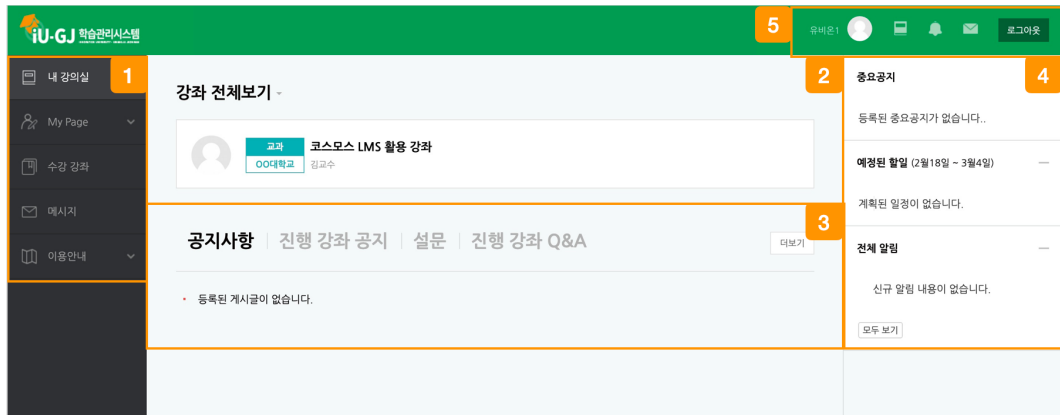 iU-GJ 학습관리시스템
5
유비온1
로그아웃
1
내 강의실
My Page
수강 강좌
메시지
이용안내
2
강좌 전체보기
교과
코스모스 LMS 활용 강좌
OO대학교
김교수
3
공지사항 진행 강좌 공지 설문 진행 강좌 Q&A
더보기
등록된 게시글이 없습니다.
4
중요공지
등록된 중요공지가 없습니다..
예정된 할일 (2월18일 ~ 3월4일)
계획된 일정이 없습니다.
전체 알림
신규 알림 내용이 없습니다.
모두 보기